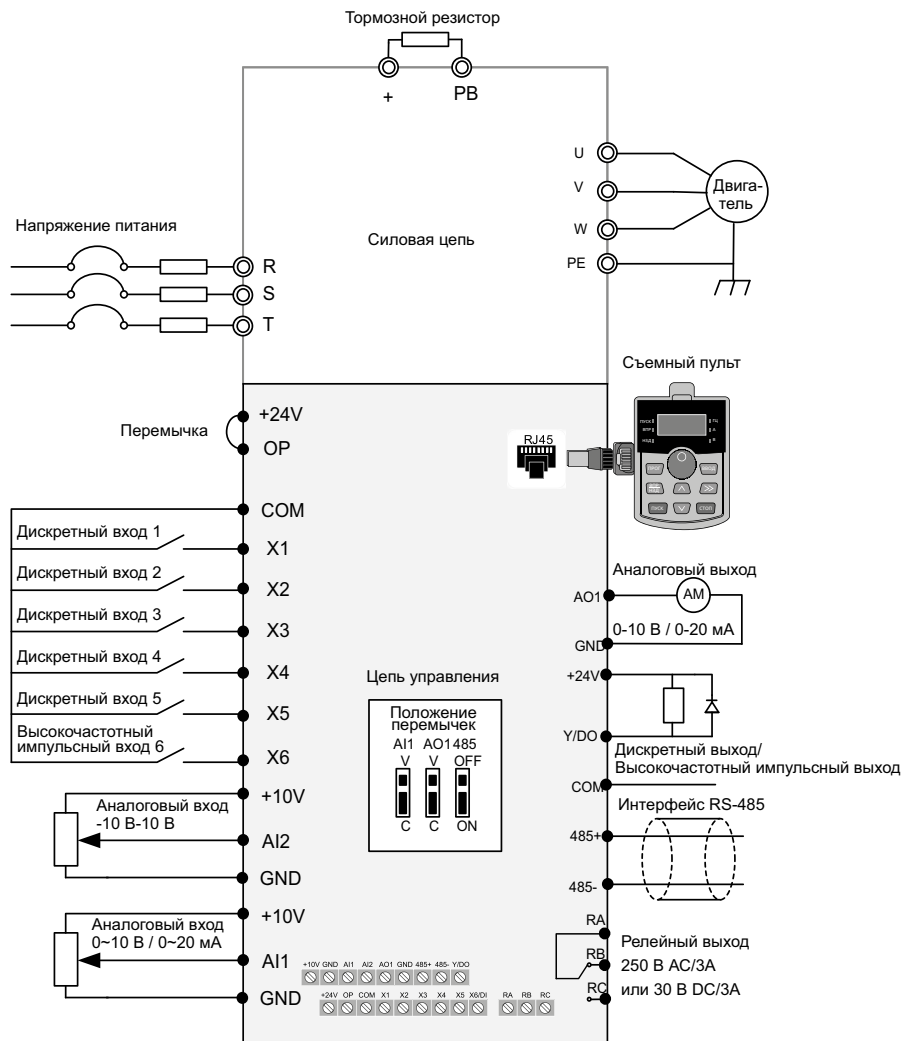 Тормозной резистор
+ PB
U
V
W
PE
Двига-
тель
Напряжение питания
Силовая цепь
R
S
T
Съемный пульт
Перемычка
+24V
OP
RJ45
ПУСК
ГЦ
А
В
ПУСК
СТОП
COM
Дискретный вход 1
X1
Дискретный вход 2
X2
Дискретный вход 3
X3
Дискретный вход 4
X4
Дискретный вход 5
X5
Высокочастотный
импульсный вход 6
X6
Аналоговый выход
AO1
AM
0-10 В / 0-20 мА
GND
+24V
Y/DO
Дискретный выход/
Высокочастотный импульсный выход
COM
Интерфейс RS-485
485+
485-
Цепь управления
Положение
перемычек
AI1 AO1 485
V V OFF
C C ON
+10V
Аналоговый вход
-10 В-10 В
AI2
GND
+10V
Аналоговый вход
0~10 В / 0~20 мА
AI1
GND
RA
RB
RC
Релейный выход
250 В AC/3A
или 30 В DC/3A
+10V GND AI1 AI2 AO1 GND 485+ 485- Y/DO
+24V OP COM X1 X2 X3 X4 X5 X6/DI RA RB RC